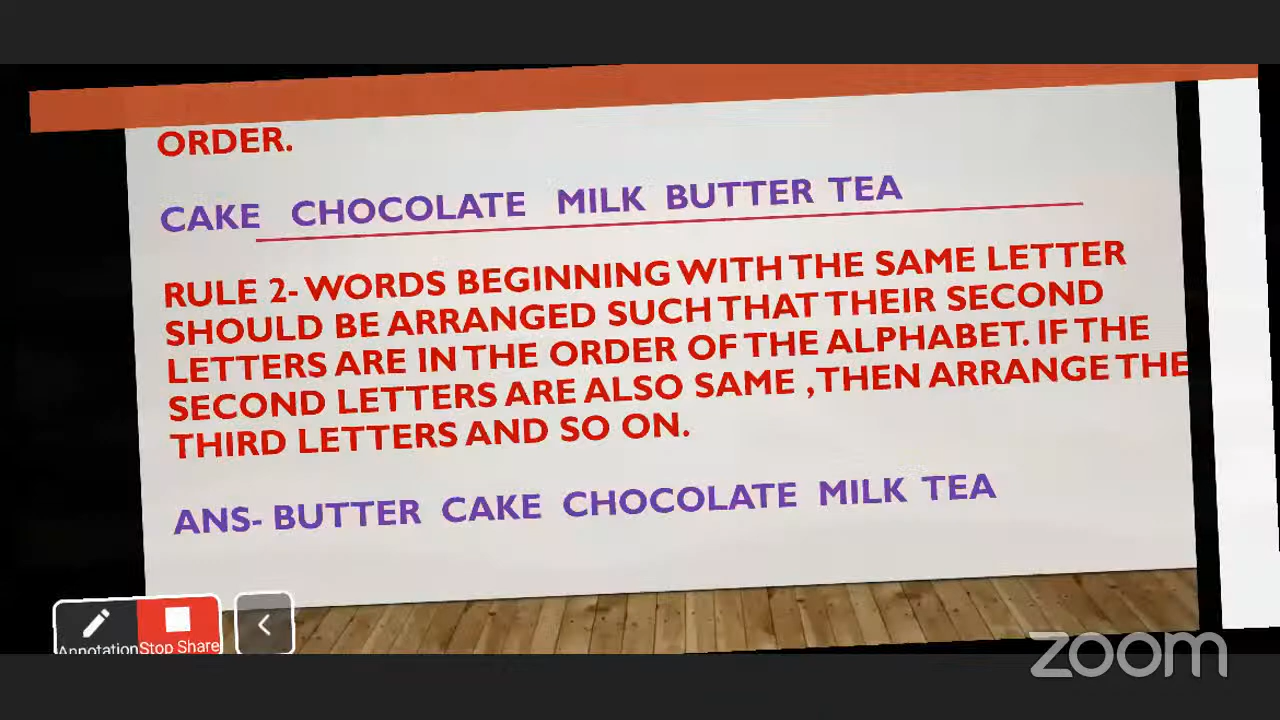 ORDER.
CAKE CHOCOLATE MILK BUTTER TEA
RULE 2- WORDS BEGINNING WITH THE SAME LETTER
SHOULD BE ARRANGED SUCH THAT THEIR SECOND
LETTERS ARE IN THE ORDER OF THE ALPHABET. IF THE
SECOND LETTERS ARE ALSO SAME ,THEN ARRANGE THE
THIRD LETTERS AND SO ON.
ANS- BUTTER CAKE CHOCOLATE MILK TEA
Annotation Stop Share
zoom